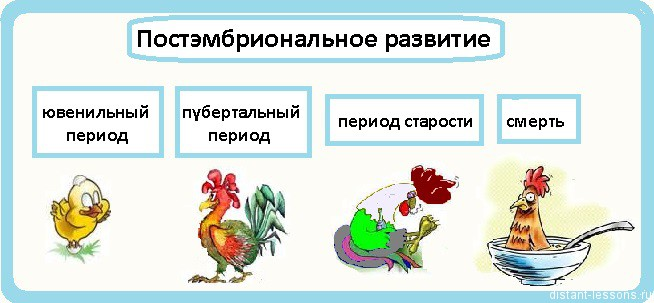 Постэмбриональное развитие
ювенильный
период
пубертальный
период
период старости
смерть
distant-lessons.ru